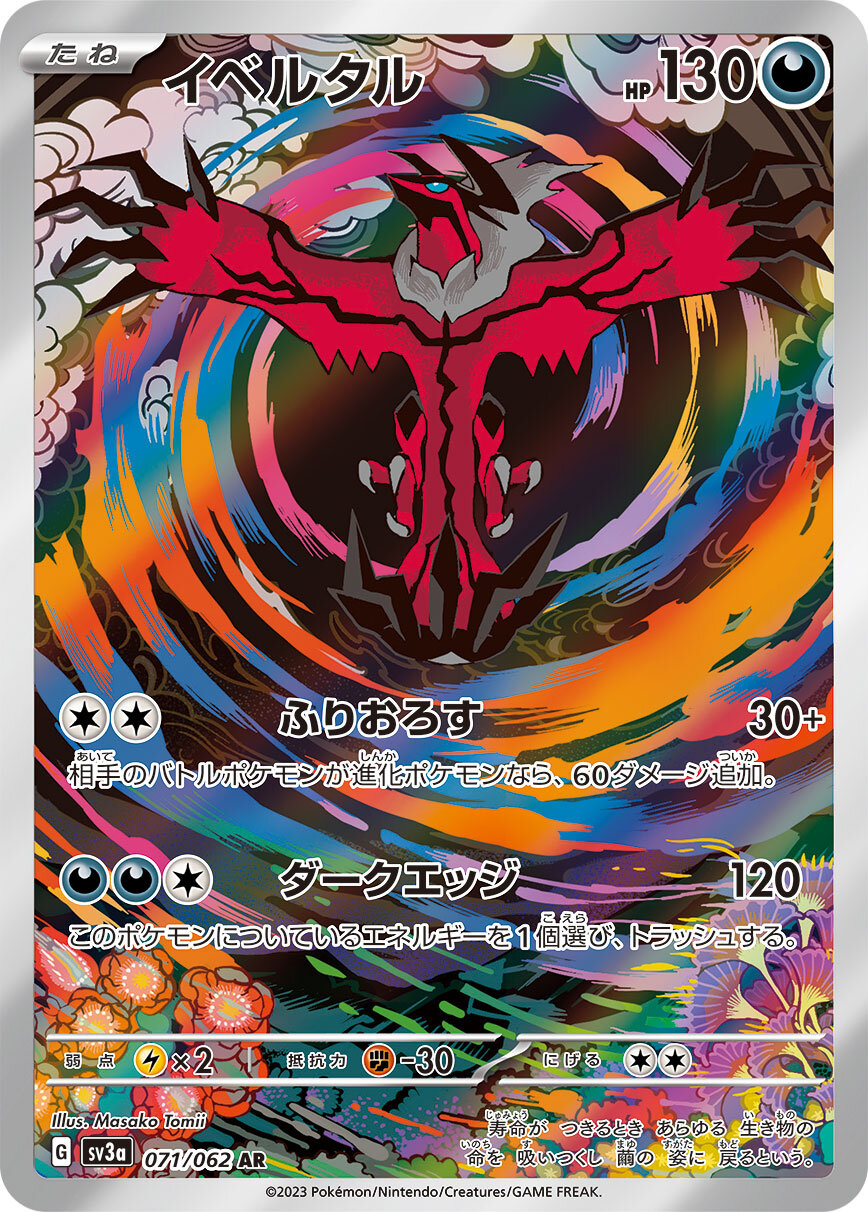 たね
イベルタル
HP 130
ふりおろす 30+
相手のバトルポケモンが進化ポケモンなら、60ダメージ追加。
ダークエッジ 120
このポケモンについているエネルギーを1個選び、トラッシュする。
弱点 ×2 抵抗力 -30 にげる
Illus. Masako Tomii
寿命が つきるとき あらゆる 生き物の
命を 吸いつくし 繭の 姿に 戻るという。
G sv3a 071/062 AR
©2023 Pokémon/Nintendo/Creatures/GAME FREAK.